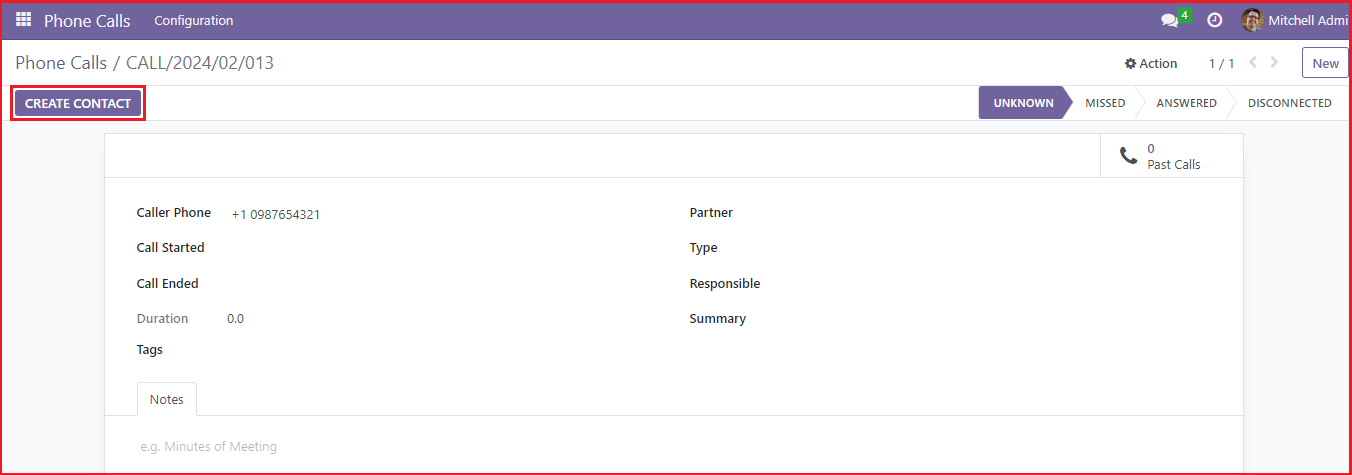 Phone Calls Configuration 4 Mitchell Admi
Phone Calls / CALL/2024/02/013 Action 1 / 1 New
CREATE CONTACT UNKNOWN MISSED ANSWERED DISCONNECTED
0
Past Calls
Caller Phone +1 0987654321 Partner
Call Started Type
Call Ended Responsible
Duration 0.0 Summary
Tags
Notes
e.g. Minutes of Meeting